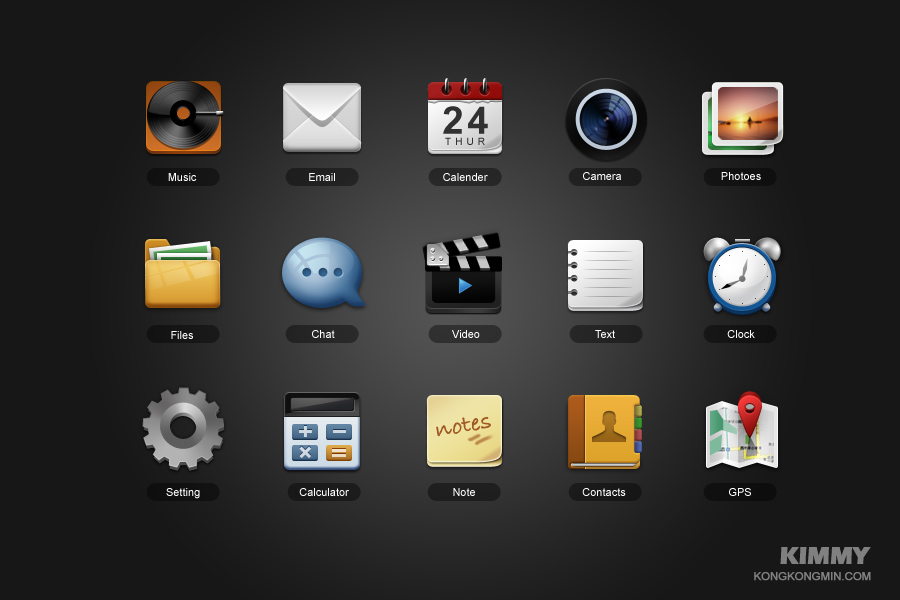 24
THUR
Music
Email
Calender
Camera
Photoes
Files
Chat
Video
Text
Clock
notes
Setting
Calculator
Note
Contacts
GPS
KIMMY
KONGKONGMIN.COM